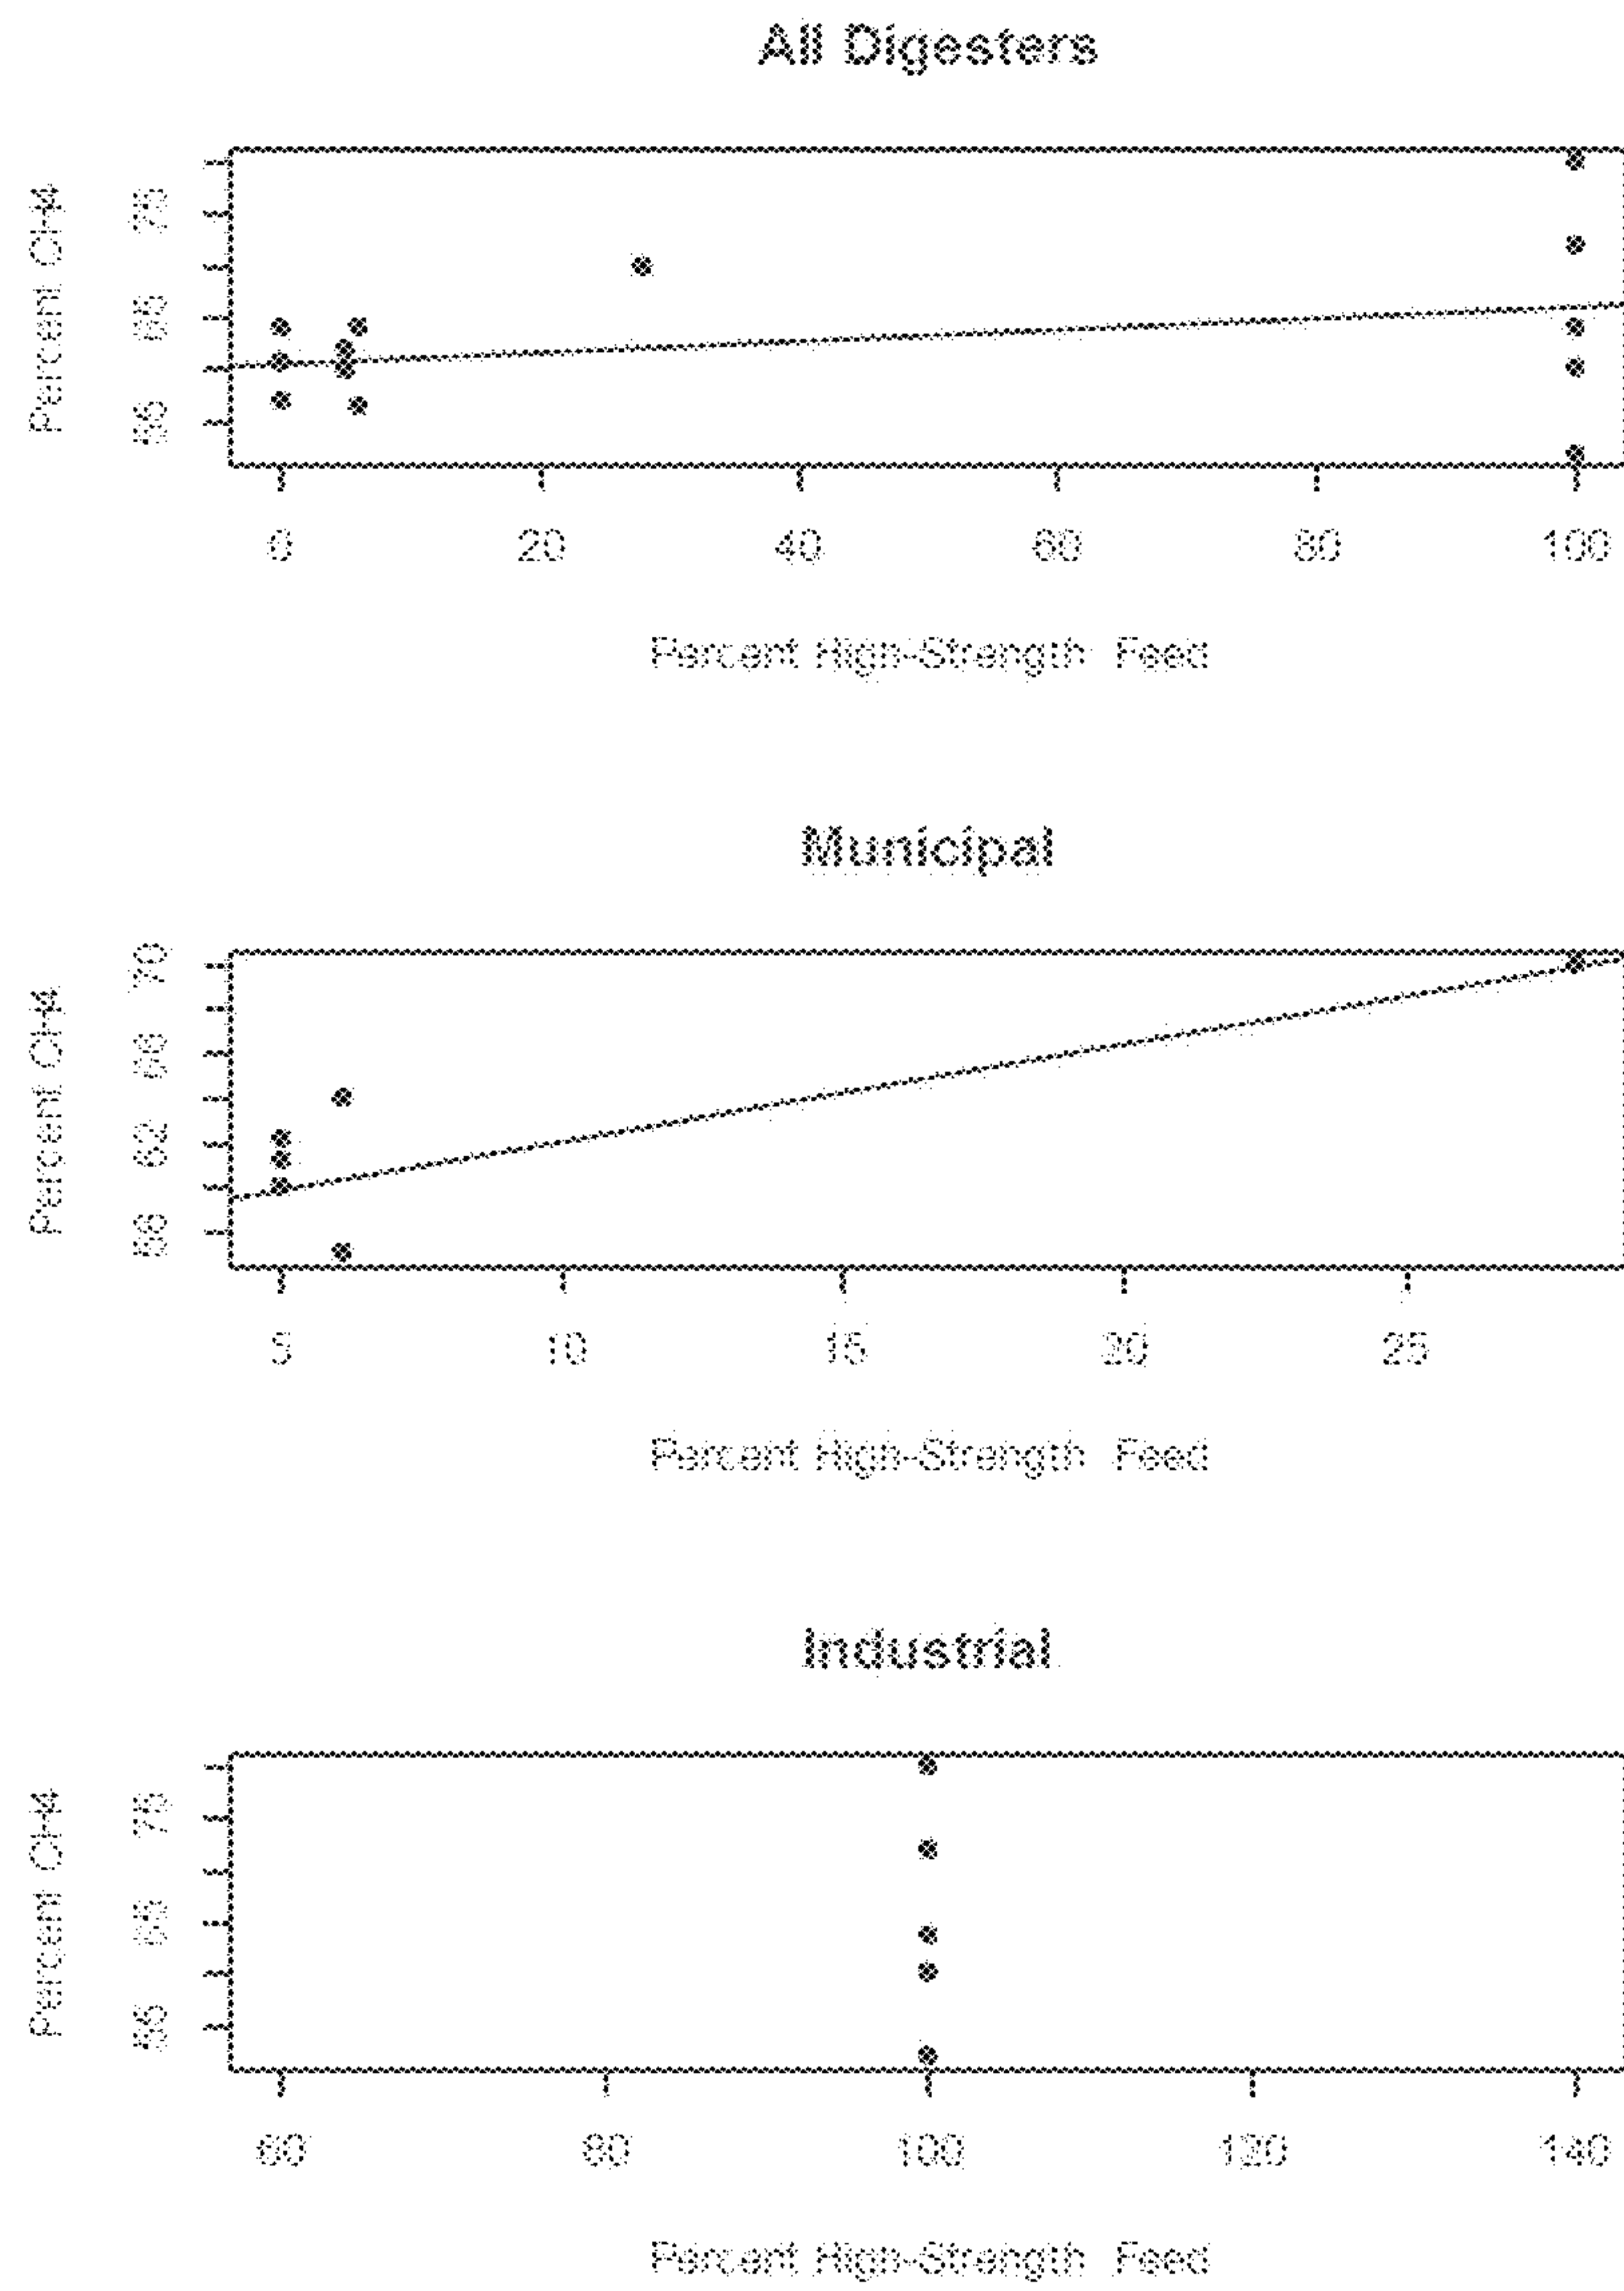 All Digesters
Percent CH4
75
65
55
0 20 40 60 80 100
Percent High-Strength Feed
Municipal
Percent CH4
70
66
62
58
5 10 15 20 25
Percent High-Strength Feed
Industrial
Percent CH4
75
65
55
60 80 100 120 140
Percent High-Strength Feed